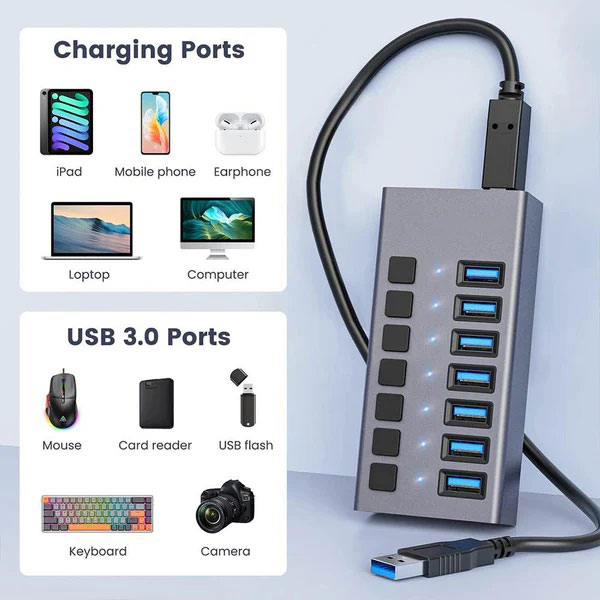 Charging Ports
iPad
Mobile phone
Earphone
Loptop
Computer
USB 3.0 Ports
Mouse
Card reader
USB flash
Keyboard
Camera